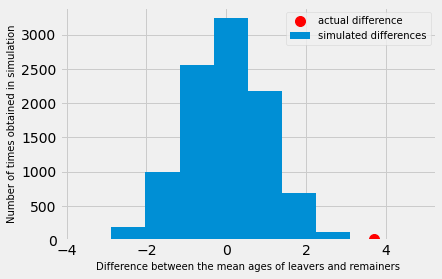 actual difference
simulated differences
3000
2500
2000
1500
1000
500
0
−4 −2 0 2 4
Number of times obtained in simulation
Difference between the mean ages of leavers and remainers